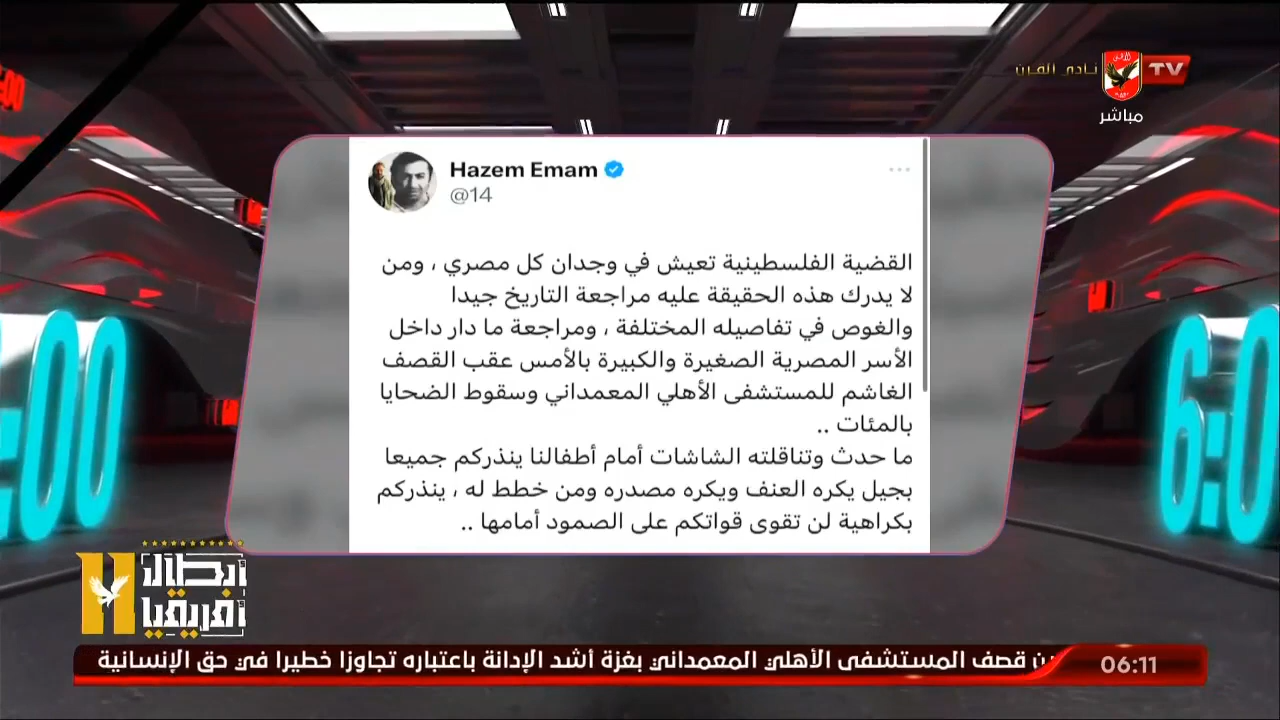 نادي القرن
TV
مباشر
Hazem Emam
@14
القضية الفلسطينية تعيش في وجدان كل مصري ، ومن
لا يدرك هذه الحقيقة عليه مراجعة التاريخ جيدا
والغوص في تفاصيله المختلفة ، ومراجعة ما دار داخل
الأسر المصرية الصغيرة والكبيرة بالأمس عقب القصف
الغاشم للمستشفى الأهلي المعمداني وسقوط الضحايا
بالمئات ..
ما حدث وتناقلته الشاشات أمام أطفالنا ينذركم جميعا
بجيل يكره العنف ويكره مصدره ومن خطط له ، ينذركم
بكراهية لن تقوى قواتكم على الصمود أمامها ..
:00
6:0
11
أبطال
أفريقيا
قصف المستشفى الأهلي المعمداني بغزة أشد الإدانة باعتباره تجاوزا خطيرا في حق الإنسانية
06:11